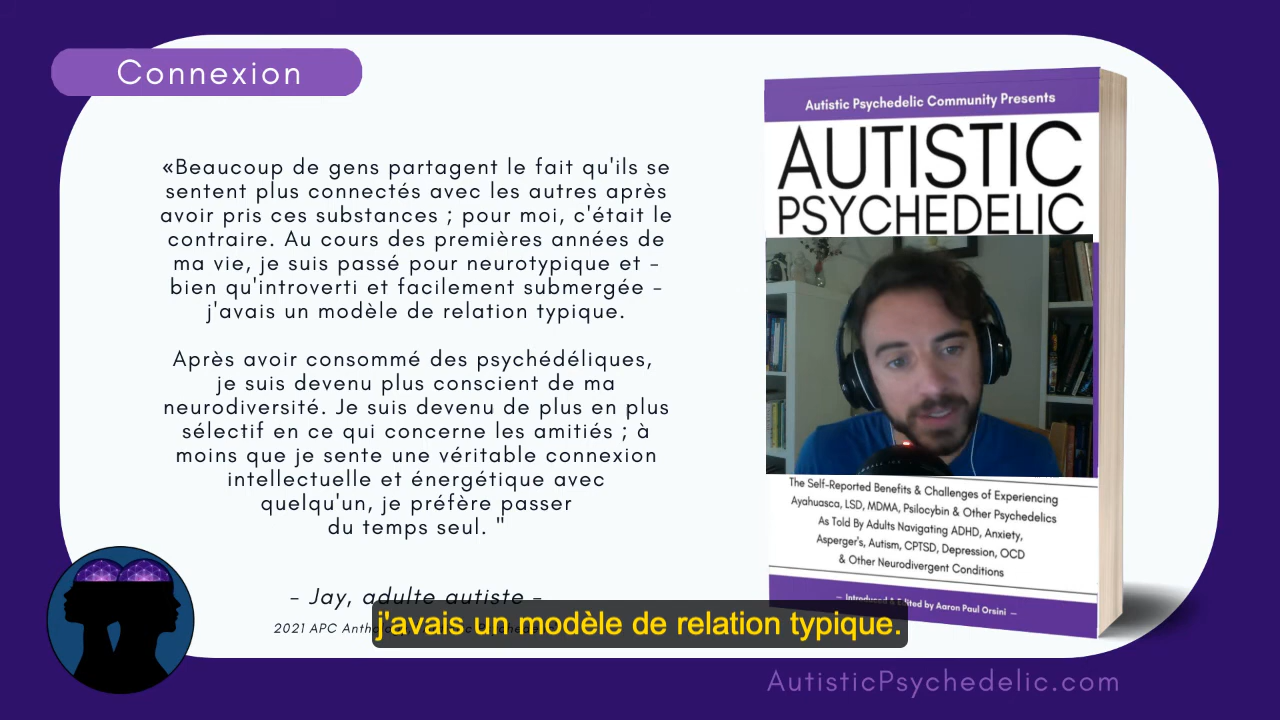 Connexion
«Beaucoup de gens partagent le fait qu'ils se
sentent plus connectés avec les autres après
avoir pris ces substances ; pour moi, c'était le
contraire. Au cours des premières années de
ma vie, je suis passé pour neurotypique et –
bien qu'introverti et facilement submergée –
j'avais un modèle de relation typique.
Après avoir consommé des psychédéliques,
je suis devenu plus conscient de ma
neurodiversité. Je suis devenu de plus en plus
sélectif en ce qui concerne les amitiés ; à
moins que je sente une véritable connexion
intellectuelle et énergétique avec
quelqu'un, je préfère passer
du temps seul. "
– Jay, adulte autiste –
2021 APC
j'avais un modèle de relation typique.
Autistic Psychedelic Community Presents
AUTISTIC
PSYCHEDELIC
The Self-Reported Benefits & Challenges of Experiencing
Ayahuasca, LSD, MDMA, Psilocybin & Other Psychedelics
As Told By Adults Navigating ADHD, Anxiety,
Asperger's, Autism, CPTSD, Depression, OCD
& Other Neurodivergent Conditions
— Introduced & Edited by Aaron Paul Orsini —
AutisticPsychedelic.com